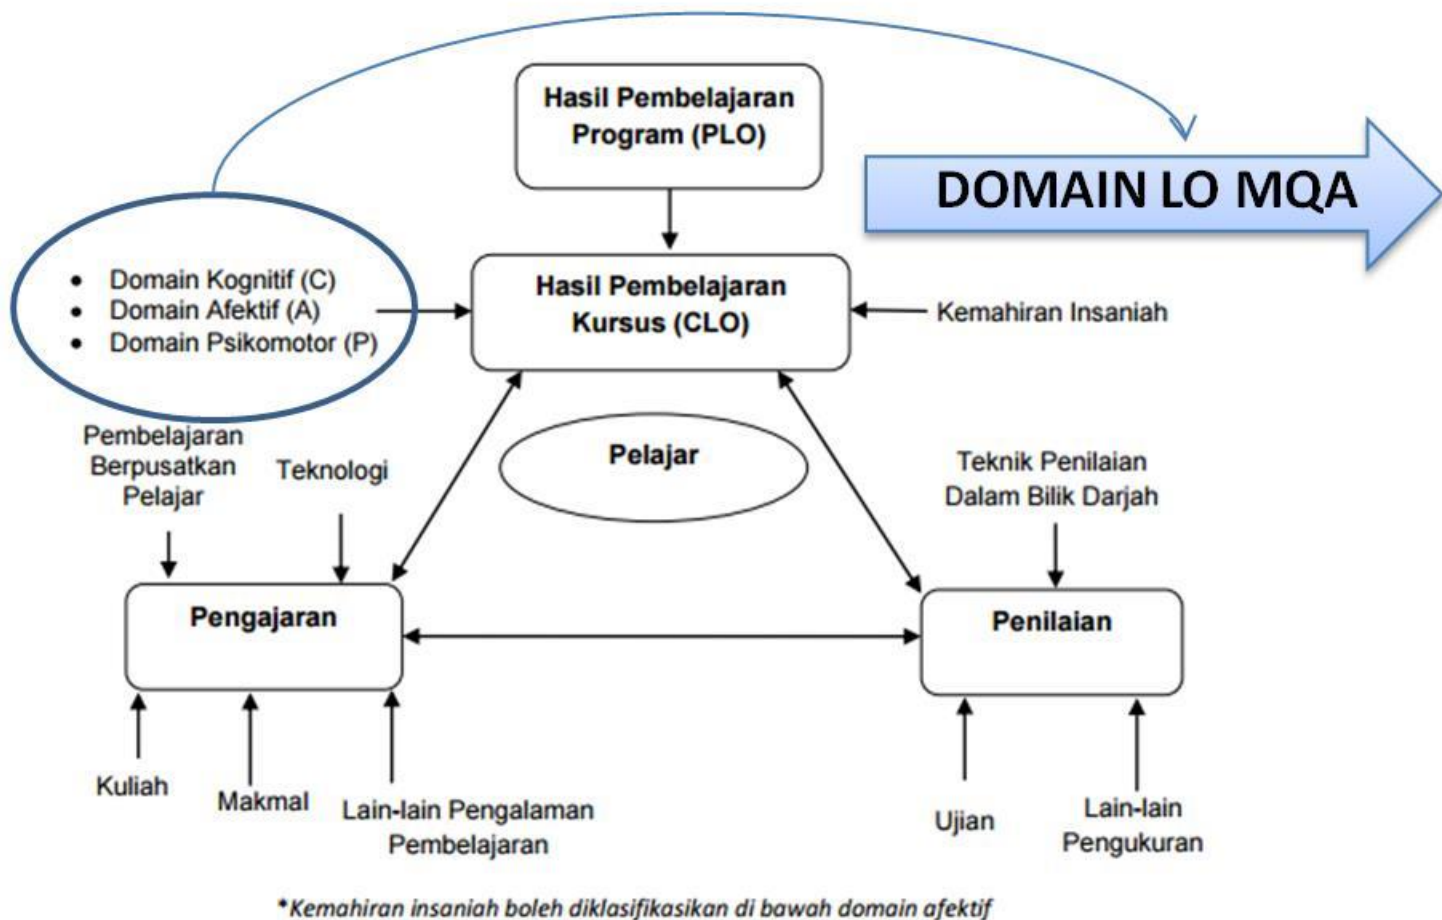 Hasil Pembelajaran
Program (PLO)
DOMAIN LO MQA
• Domain Kognitif (C)
• Domain Afektif (A)
• Domain Psikomotor (P)
Hasil Pembelajaran
Kursus (CLO)
Kemahiran Insaniah
Pembelajaran
Berpusatkan
Pelajar
Teknologi
Pelajar
Teknik Penilaian
Dalam Bilik Darjah
Pengajaran
Penilaian
Kuliah
Makmal
Lain-lain Pengalaman
Pembelajaran
Ujian
Lain-lain
Pengukuran
*Kemahiran insaniah boleh diklasifikasikan di bawah domain afektif